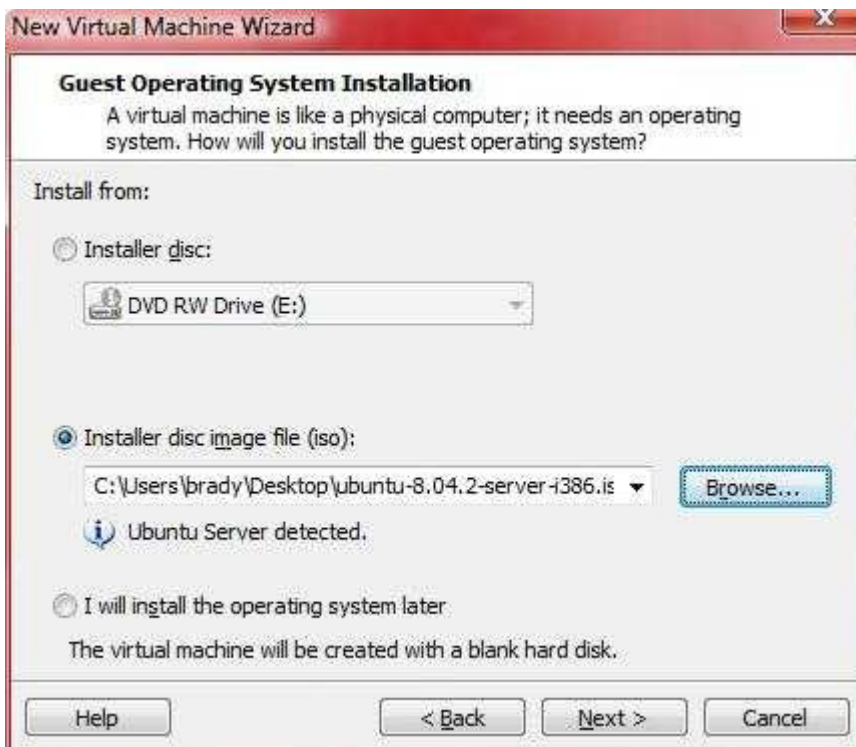 New Virtual Machine Wizard
Guest Operating System Installation
A virtual machine is like a physical computer; it needs an operating
system. How will you install the guest operating system?
Install from:
Installer disc:
DVD RW Drive (E:)
Installer disc image file (iso):
C:\Users\brady\Desktop\ubuntu-8.04.2-server-i386.is
Browse...
Ubuntu Server detected.
I will install the operating system later
The virtual machine will be created with a blank hard disk.
Help
< Back
Next >
Cancel